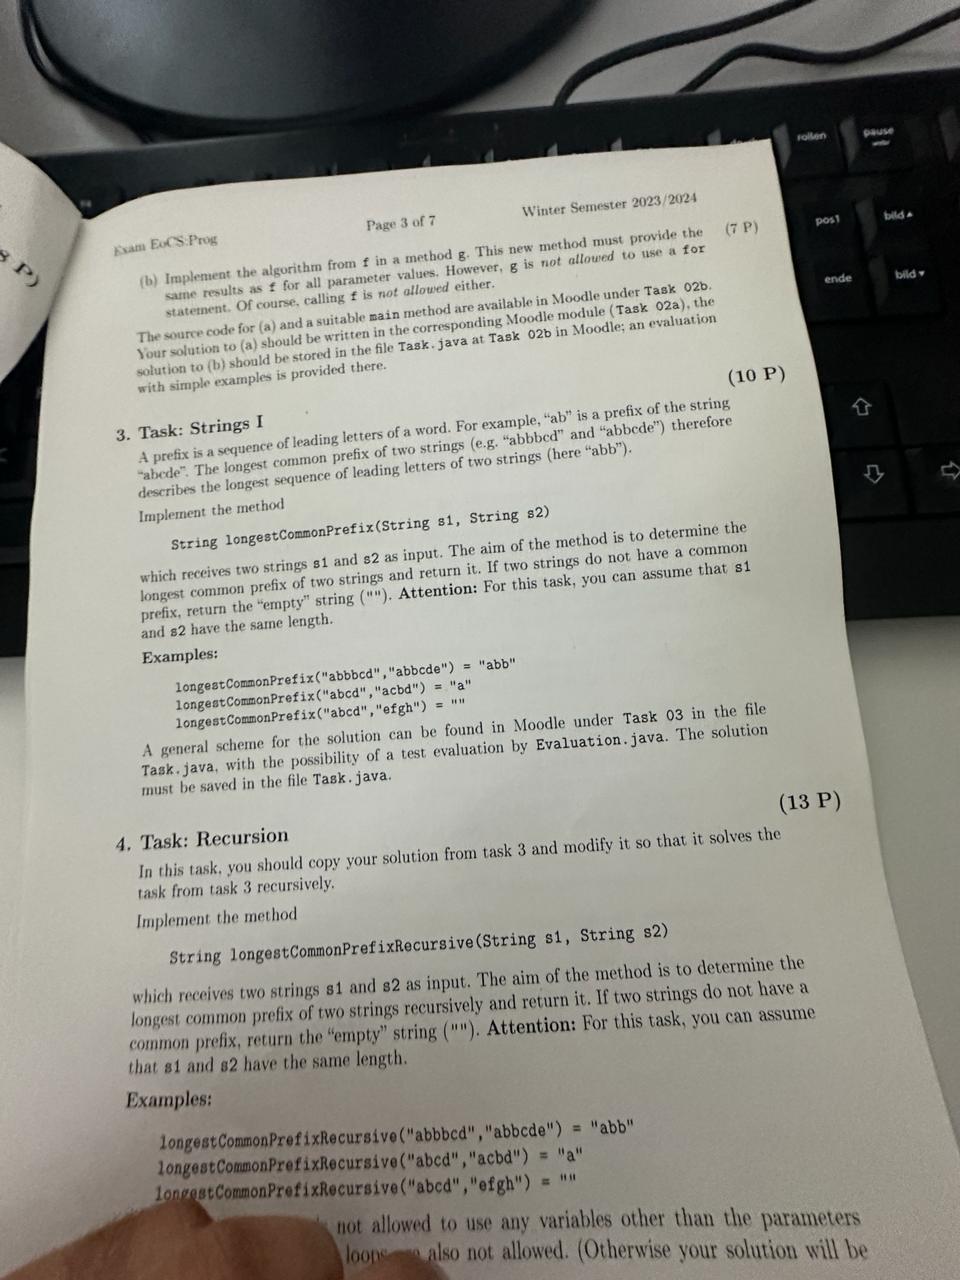 8 P)
Exam EoCS:Prog
Page 3 of 7
Winter Semester 2023/2024
(b) Implement the algorithm from f in a method g. This new method must provide the (7 P)
same results as f for all parameter values. However, g is not allowed to use a for
statement. Of course, calling f is not allowed either.
The source code for (a) and a suitable main method are available in Moodle under Task 02b.
Your solution to (a) should be written in the corresponding Moodle module (Task 02a), the
solution to (b) should be stored in the file Task.java at Task 02b in Moodle; an evaluation
with simple examples is provided there.
3. Task: Strings I (10 P)
A prefix is a sequence of leading letters of a word. For example, “ab” is a prefix of the string
“abcde”. The longest common prefix of two strings (e.g. “abbbcd” and “abbcde”) therefore
describes the longest sequence of leading letters of two strings (here “abb”).
Implement the method
String longestCommonPrefix(String s1, String s2)
which receives two strings s1 and s2 as input. The aim of the method is to determine the
longest common prefix of two strings and return it. If two strings do not have a common
prefix, return the “empty” string (""). Attention: For this task, you can assume that s1
and s2 have the same length.
Examples:
longestCommonPrefix("abbbcd","abbcde") = "abb"
longestCommonPrefix("abcd","acbd") = "a"
longestCommonPrefix("abcd","efgh") = ""
A general scheme for the solution can be found in Moodle under Task 03 in the file
Task.java, with the possibility of a test evaluation by Evaluation.java. The solution
must be saved in the file Task.java.
4. Task: Recursion (13 P)
In this task, you should copy your solution from task 3 and modify it so that it solves the
task from task 3 recursively.
Implement the method
String longestCommonPrefixRecursive(String s1, String s2)
which receives two strings s1 and s2 as input. The aim of the method is to determine the
longest common prefix of two strings recursively and return it. If two strings do not have a
common prefix, return the “empty” string (""). Attention: For this task, you can assume
that s1 and s2 have the same length.
Examples:
longestCommonPrefixRecursive("abbbcd","abbcde") = "abb"
longestCommonPrefixRecursive("abcd","acbd") = "a"
longestCommonPrefixRecursive("abcd","efgh") = ""
not allowed to use any variables other than the parameters
loops also not allowed. (Otherwise your solution will be
rollen
pause
pos1
bild▲
ende
bild▼